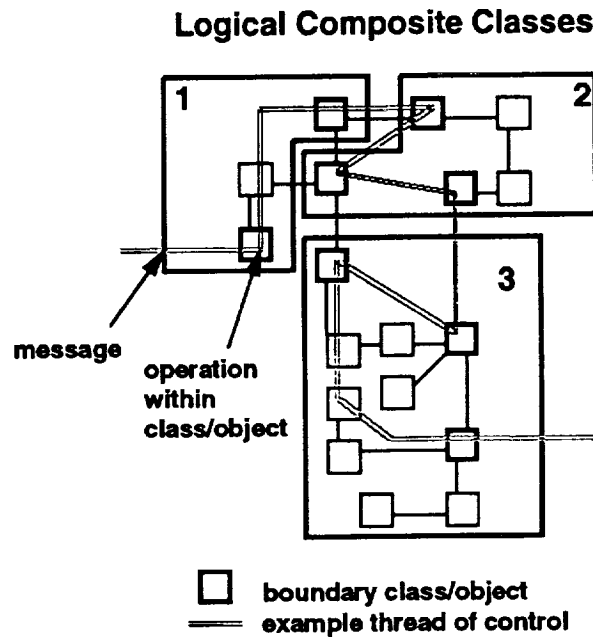 Logical Composite Classes
1
2
3
message
operation
within
class/object
boundary class/object
example thread of control